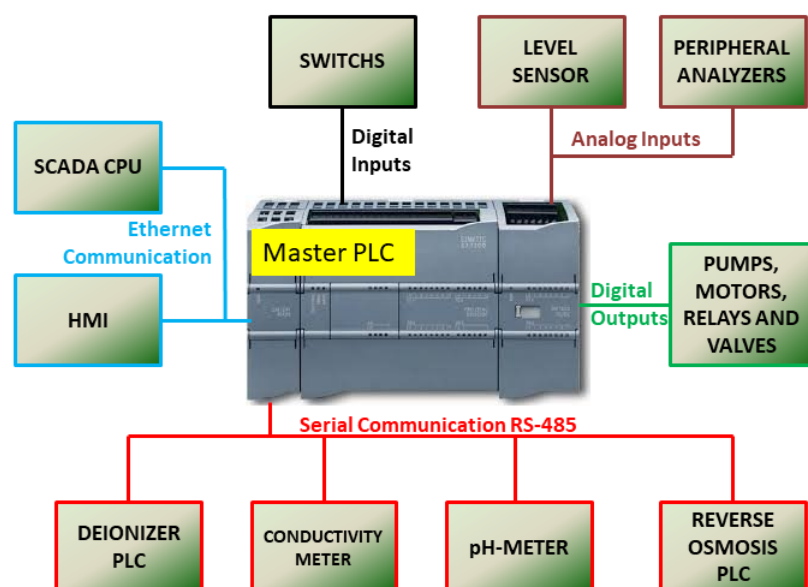 SWITCHS
LEVEL
SENSOR
PERIPHERAL
ANALYZERS
Digital
Inputs
Analog Inputs
SCADA CPU
Ethernet
Communication
Master PLC
HMI
Digital
Outputs
PUMPS,
MOTORS,
RELAYS AND
VALVES
Serial Communication RS-485
DEIONIZER
PLC
CONDUCTIVITY
METER
pH-METER
REVERSE
OSMOSIS
PLC